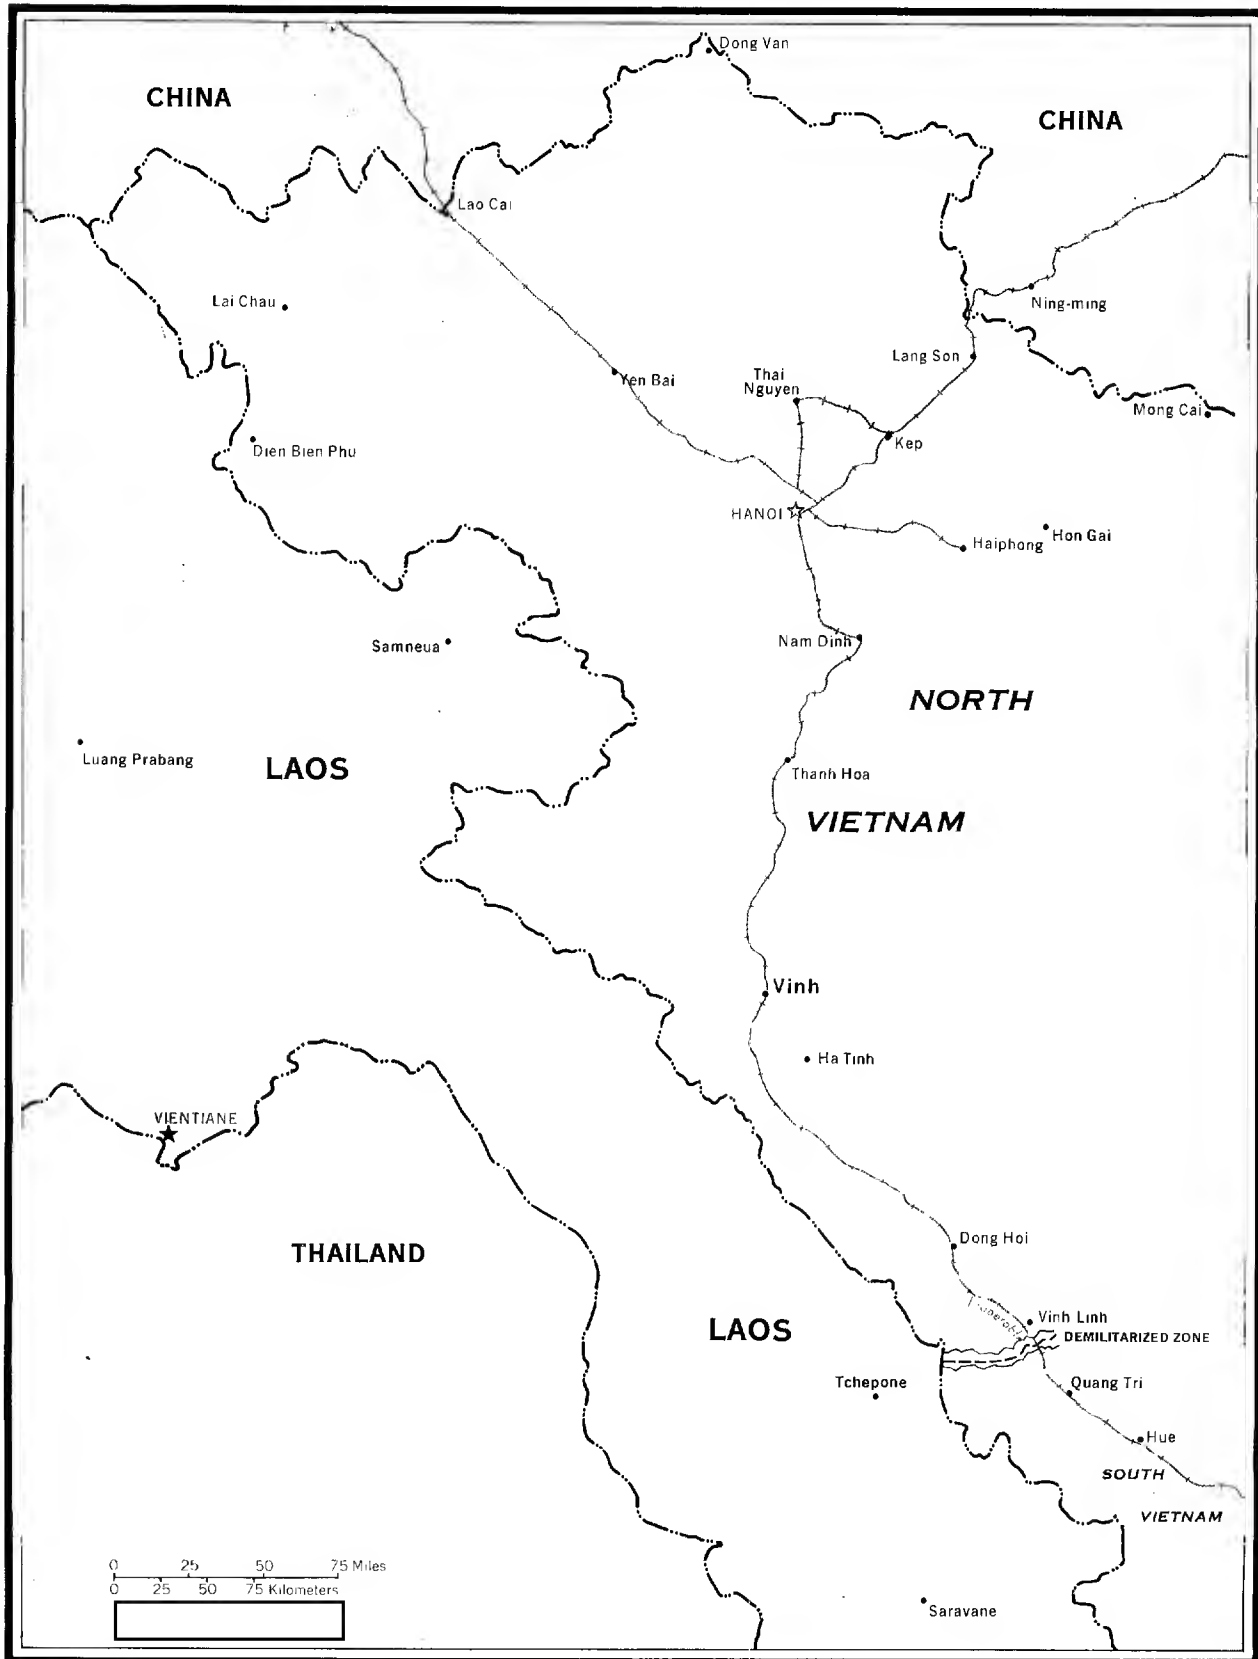 Dong Van
CHINA
CHINA
Lao Cai
Lai Chau
Ning-ming
Lang Son
Yen Bai
Thai
Nguyen
Mong Cai
Kep
Dien Bien Phu
HANOI
Haiphong
Hon Gai
Nam Dinh
Samneua
NORTH
Luang Prabang
LAOS
Thanh Hoa
VIETNAM
Vinh
Ha Tinh
VIENTIANE
Dong Hoi
THAILAND
Vinh Linh
LAOS
DEMILITARIZED ZONE
Tchepone
Quang Tri
Hue
SOUTH
VIETNAM
0 25 50 75 Miles
0 25 50 75 Kilometers
Saravane